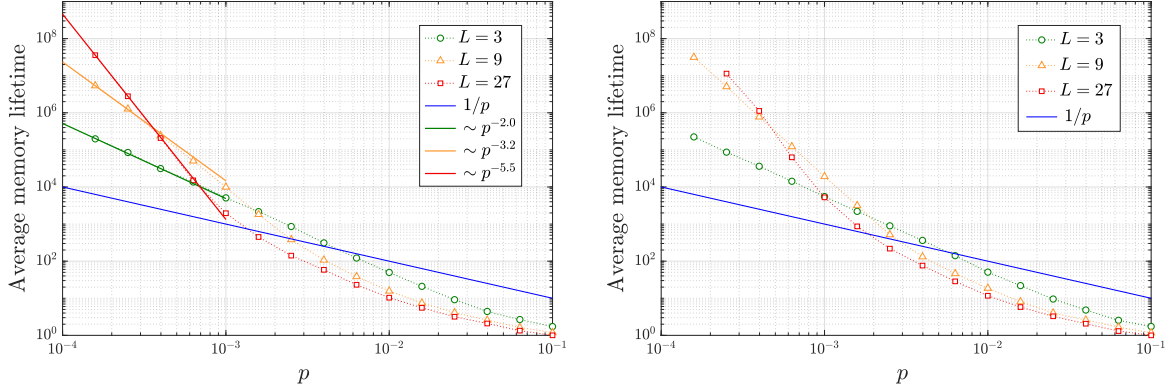 Average memory lifetime
10^8
10^6
10^4
10^2
10^0
10^{-4}
10^{-3}
10^{-2}
10^{-1}
p
L = 3
L = 9
L = 27
1/p
∼ p^{-2.0}
∼ p^{-3.2}
∼ p^{-5.5}
Average memory lifetime
10^8
10^6
10^4
10^2
10^0
10^{-4}
10^{-3}
10^{-2}
10^{-1}
p
L = 3
L = 9
L = 27
1/p